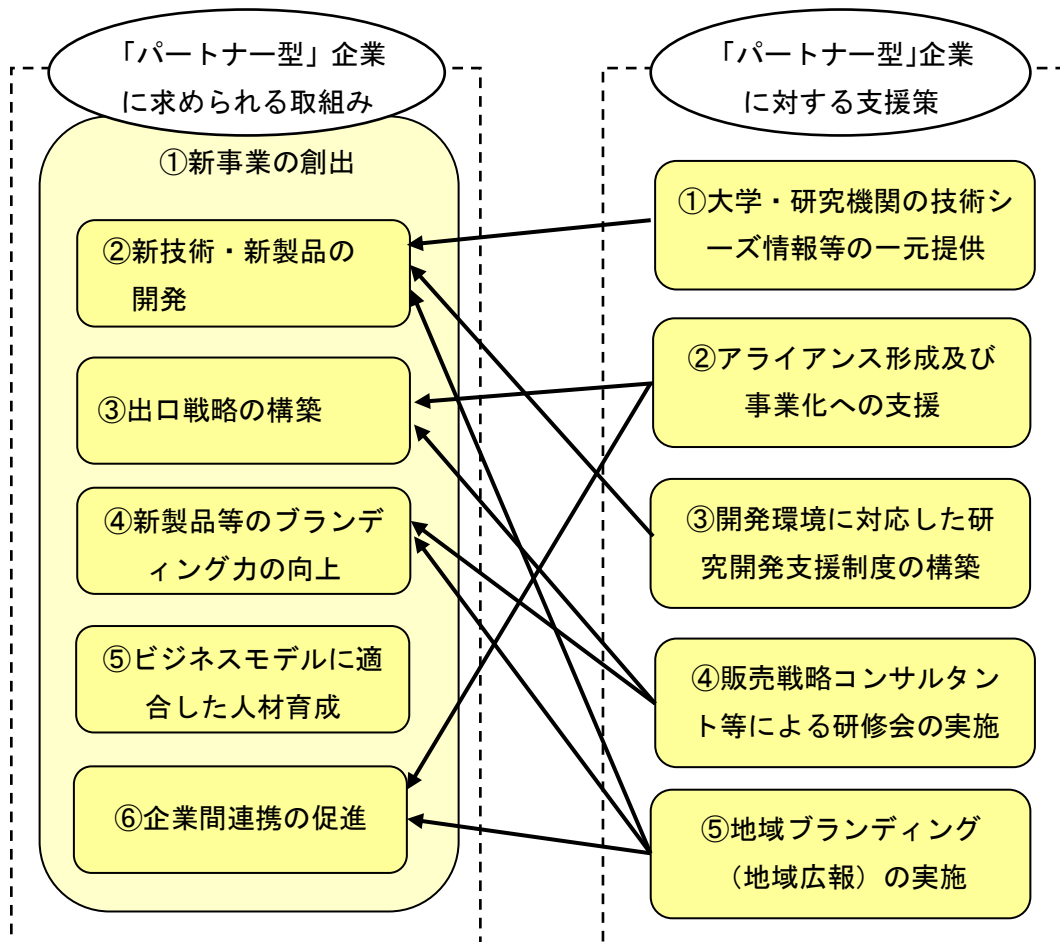 「パートナー型」企業
に求められる取組み
①新事業の創出
②新技術・新製品の
開発
③出口戦略の構築
④新製品等のブランデ
ィング力の向上
⑤ビジネスモデルに適
合した人材育成
⑥企業間連携の促進
「パートナー型」企業
に対する支援策
①大学・研究機関の技術シ
ーズ情報等の一元提供
②アライアンス形成及び
事業化への支援
③開発環境に対応した研
究開発支援制度の構築
④販売戦略コンサルタン
ト等による研修会の実施
⑤地域ブランディング
（地域広報）の実施